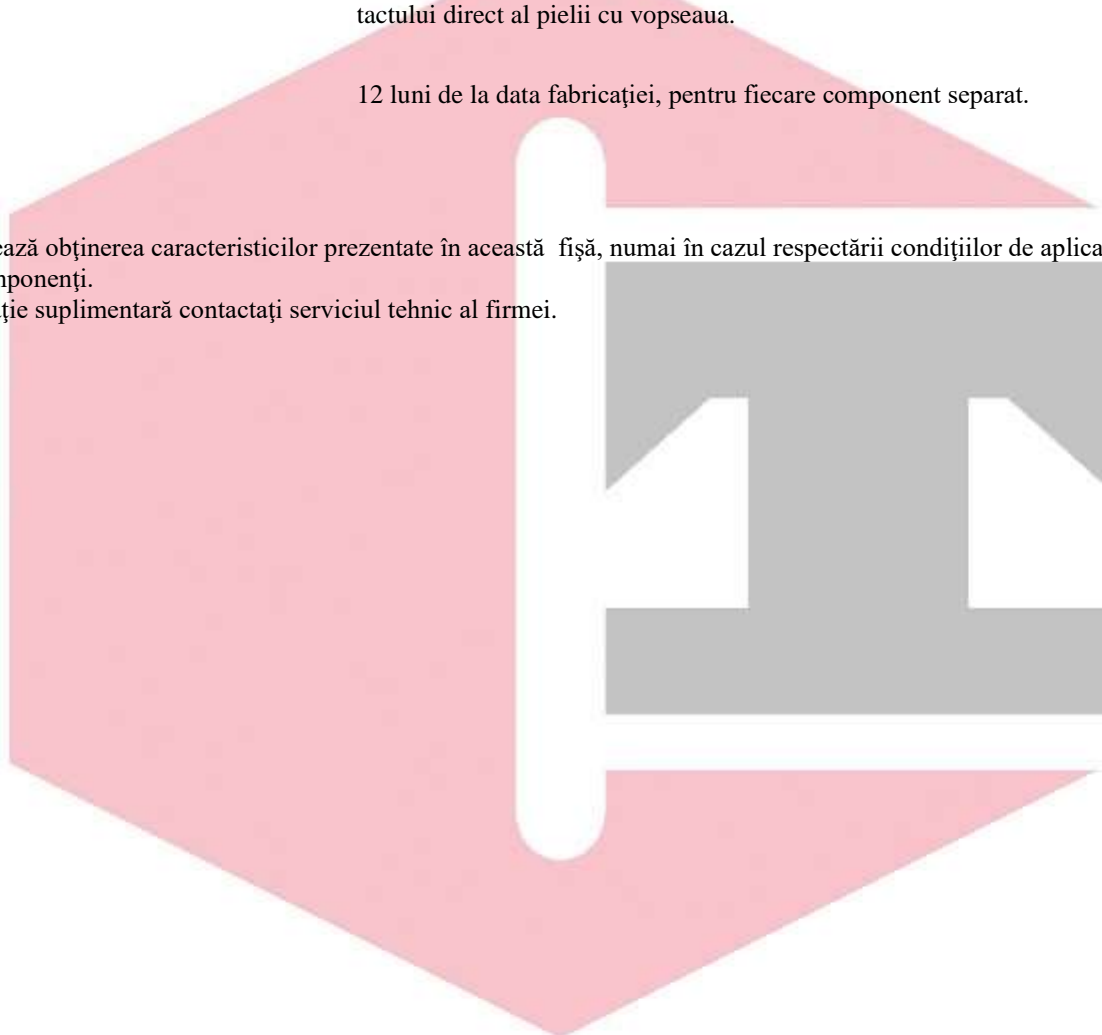 tactului direct al pielii cu vopseaua.
12 luni de la data fabricaţiei, pentru fiecare component separat.
ează obţinerea caracteristicilor prezentate în această fişă, numai în cazul respectării condiţiilor de aplica
mponenţi.
ţie suplimentară contactaţi serviciul tehnic al firmei.